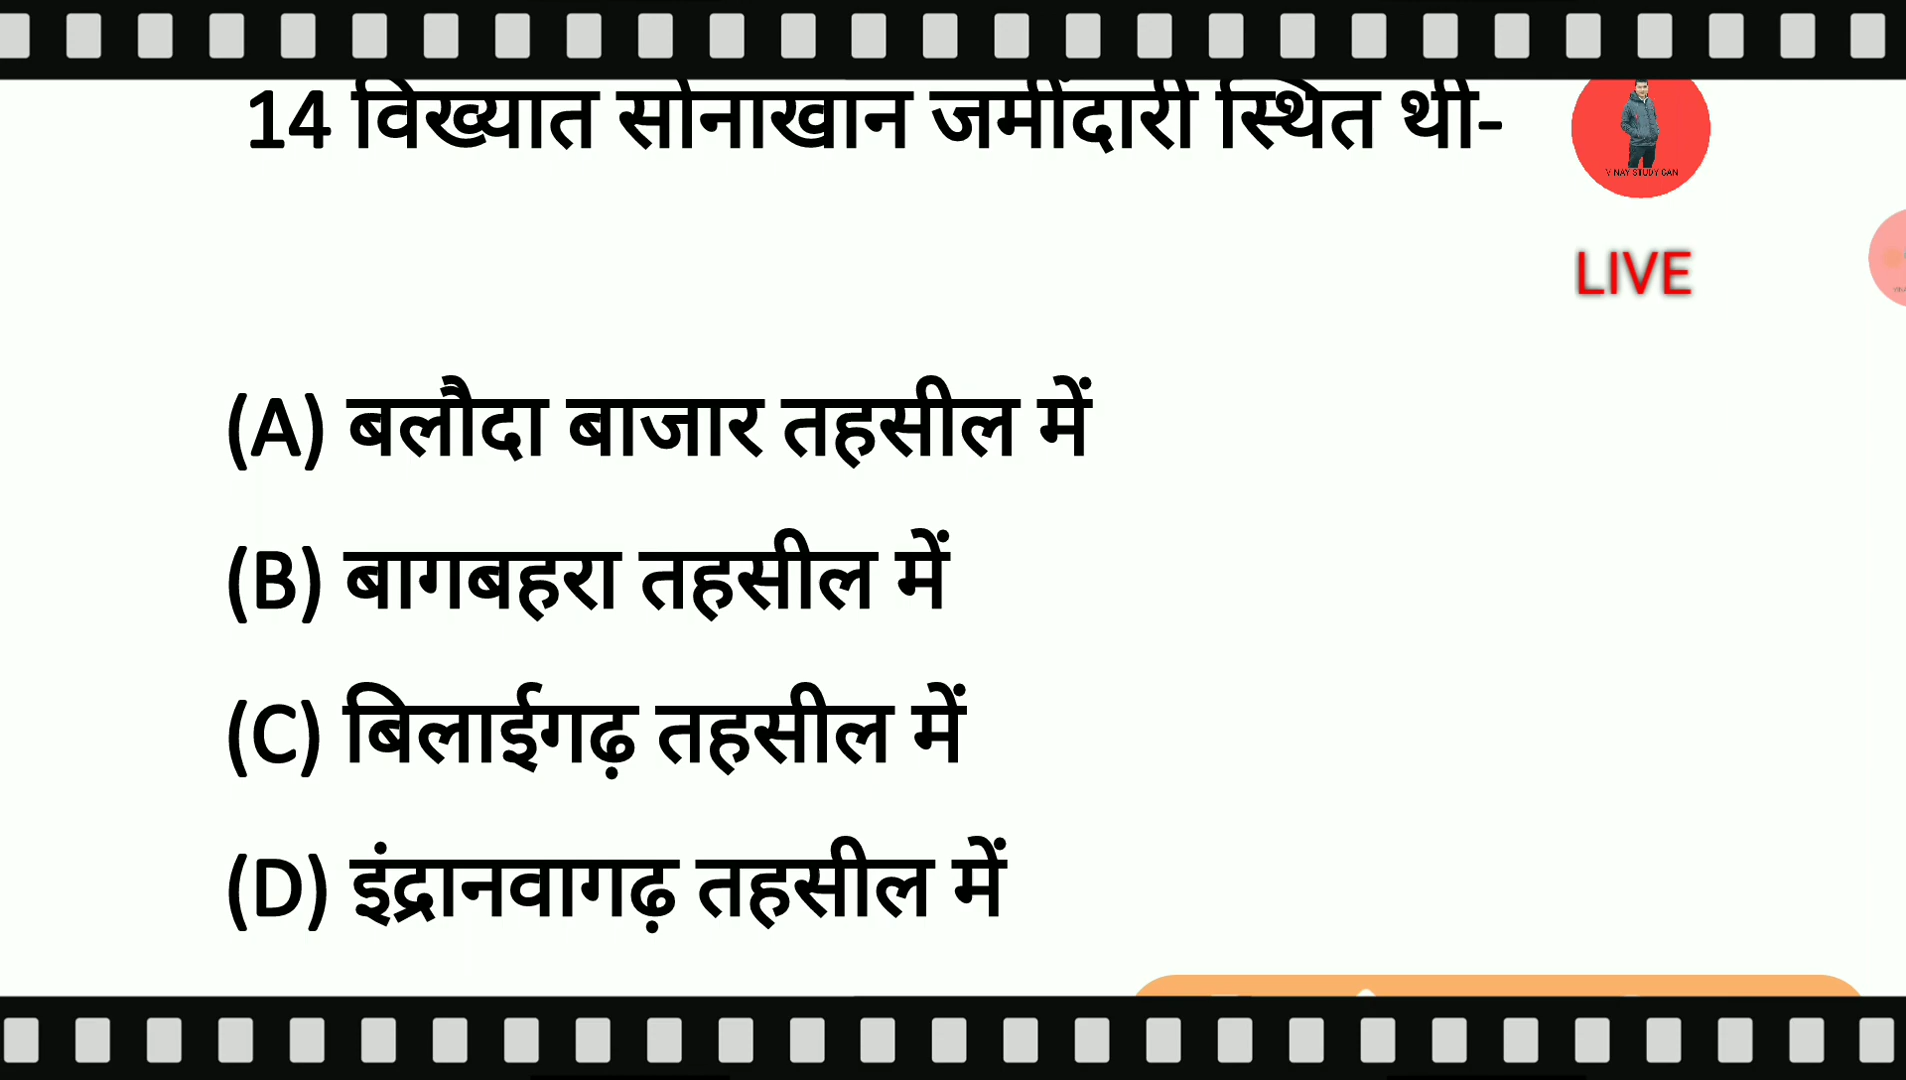 14 विख्यात सोनाखान जमींदारी स्थित थी-
LIVE
(A) बलौदा बाजार तहसील में
(B) बागबहरा तहसील में
(C) बिलाईगढ़ तहसील में
(D) इंद्रानवागढ़ तहसील में